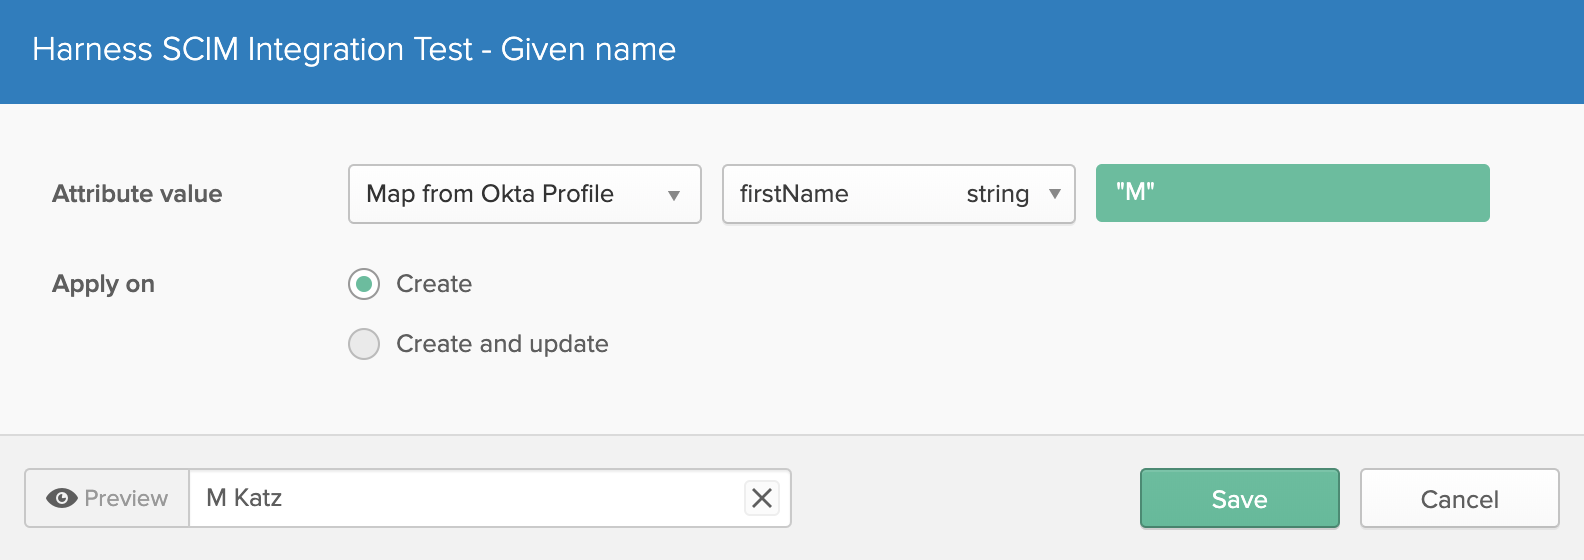 Harness SCIM Integration Test - Given name
Attribute value
Map from Okta Profile
firstName string
"M"
Apply on
Create
Create and update
Preview
M Katz
Save
Cancel